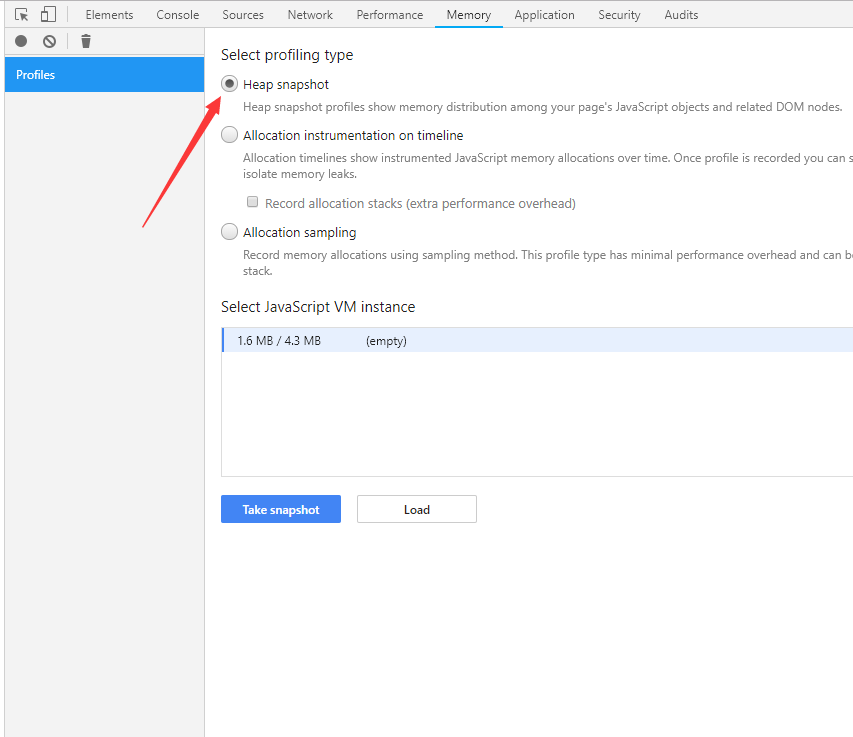 Elements Console Sources Network Performance Memory Application Security Audits
Profiles
Select profiling type
Heap snapshot
Heap snapshot profiles show memory distribution among your page's JavaScript objects and related DOM nodes.
Allocation instrumentation on timeline
Allocation timelines show instrumented JavaScript memory allocations over time. Once profile is recorded you can s
isolate memory leaks.
Record allocation stacks (extra performance overhead)
Allocation sampling
Record memory allocations using sampling method. This profile type has minimal performance overhead and can be
stack.
Select JavaScript VM instance
1.6 MB / 4.3 MB (empty)
Take snapshot Load